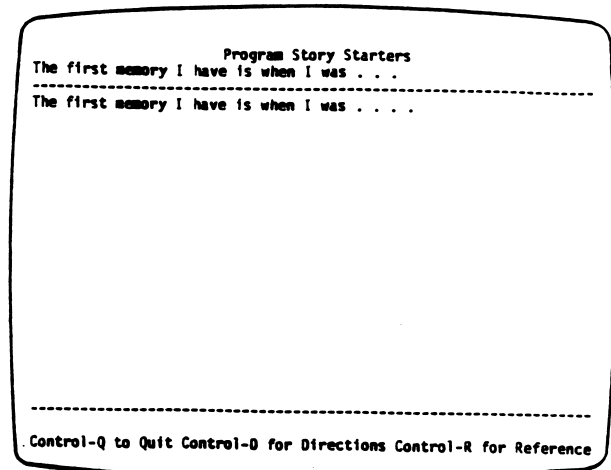 Program Story Starters
The first memory I have is when I was . . .
The first memory I have is when I was . . . .
Control-Q to Quit Control-D for Directions Control-R for Reference